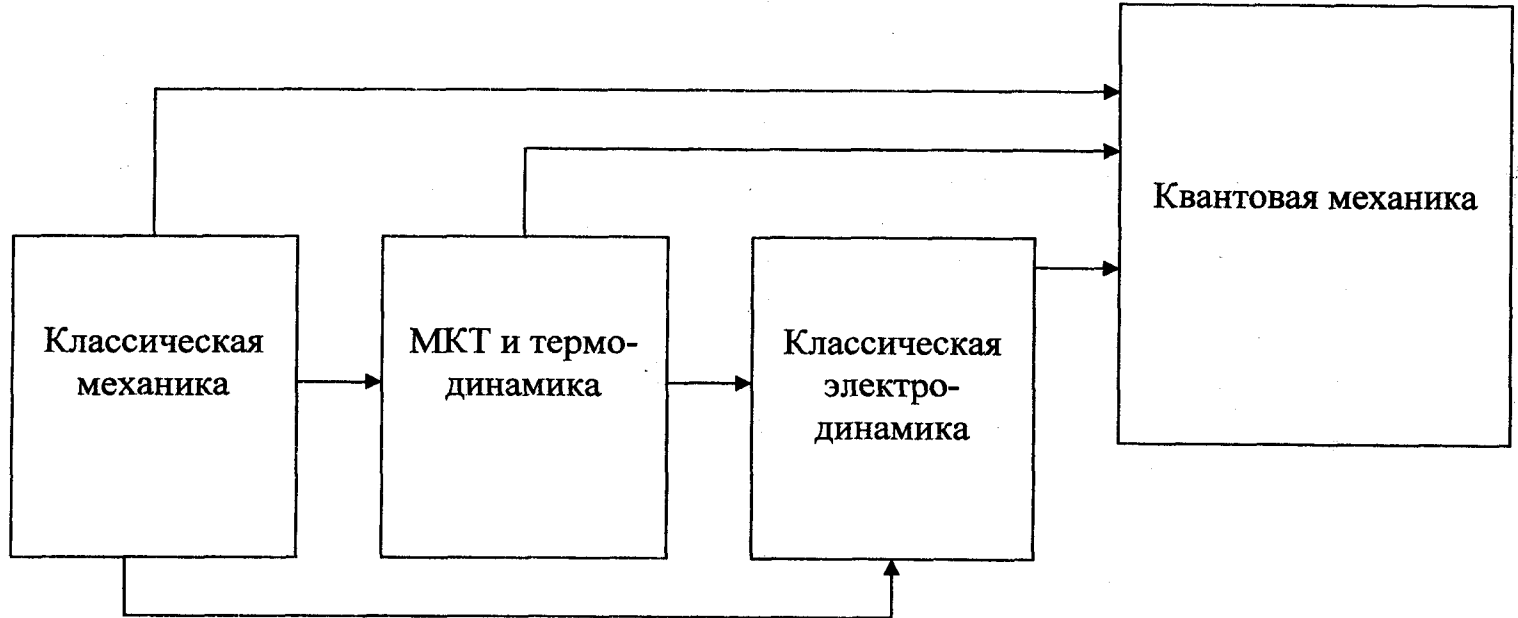 Квантовая механика
Классическая
механика
МКТ и термо-
динамика
Классическая
электро-
динамика